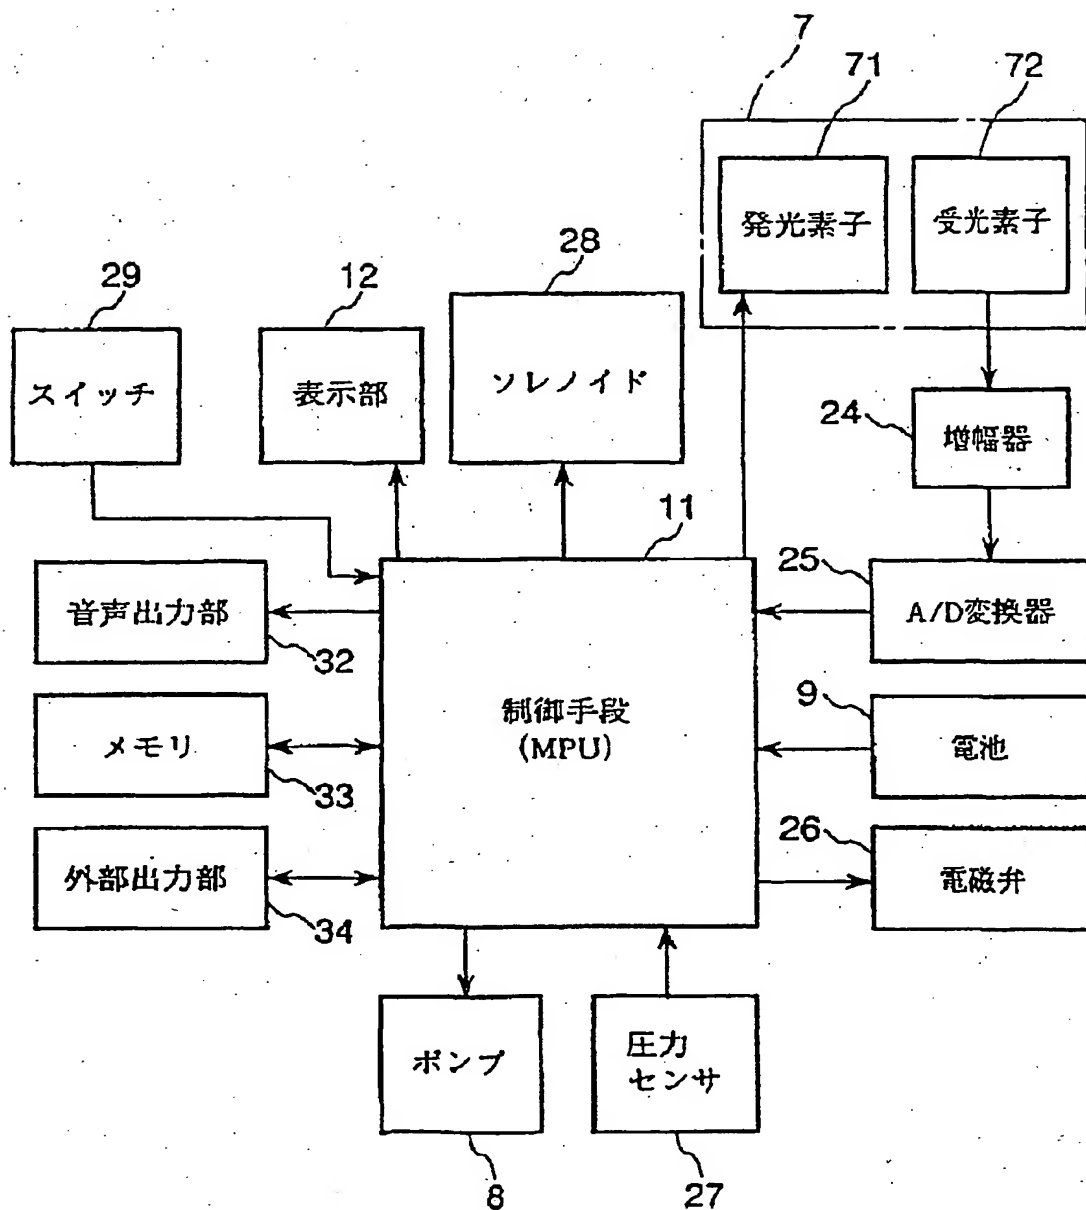 7
71
72
発光素子
受光素子
29
12
28
スイッチ
表示部
ソレノイド
24
増幅器
11
25
音声出力部
A/D変換器
32
制御手段
(MPU)
9
メモリ
電池
33
26
外部出力部
電磁弁
34
ポンプ
圧力
センサ
8
27